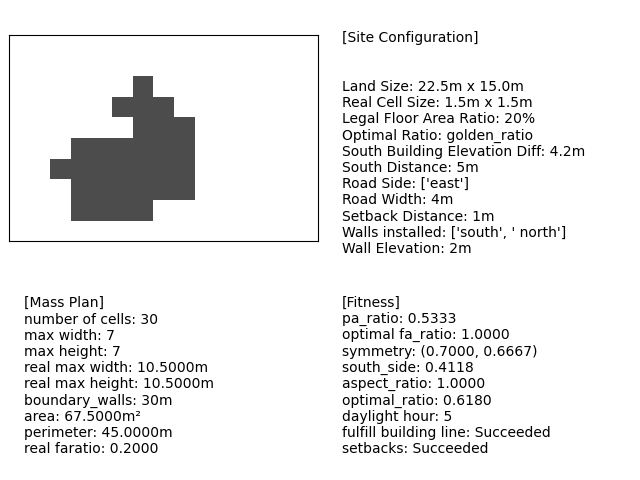 [Site Configuration]
Land Size: 22.5m x 15.0m
Real Cell Size: 1.5m x 1.5m
Legal Floor Area Ratio: 20%
Optimal Ratio: golden_ratio
South Building Elevation Diff: 4.2m
South Distance: 5m
Road Side: ['east']
Road Width: 4m
Setback Distance: 1m
Walls installed: ['south', ' north']
Wall Elevation: 2m
[Mass Plan]
number of cells: 30
max width: 7
max height: 7
real max width: 10.5000m
real max height: 10.5000m
boundary_walls: 30m
area: 67.5000m²
perimeter: 45.0000m
real faratio: 0.2000
[Fitness]
pa_ratio: 0.5333
optimal fa_ratio: 1.0000
symmetry: (0.7000, 0.6667)
south_side: 0.4118
aspect_ratio: 1.0000
optimal_ratio: 0.6180
daylight hour: 5
fulfill building line: Succeeded
setbacks: Succeeded